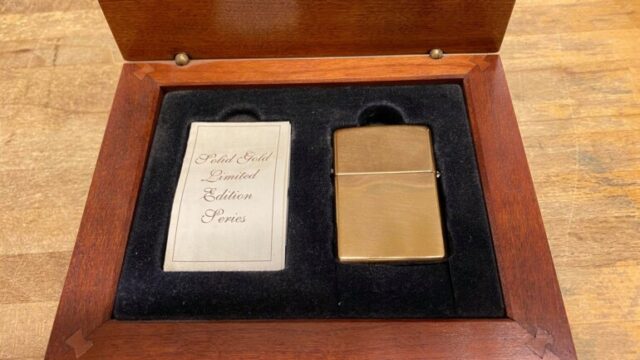 Solid Gold
Limited
Edition
Series